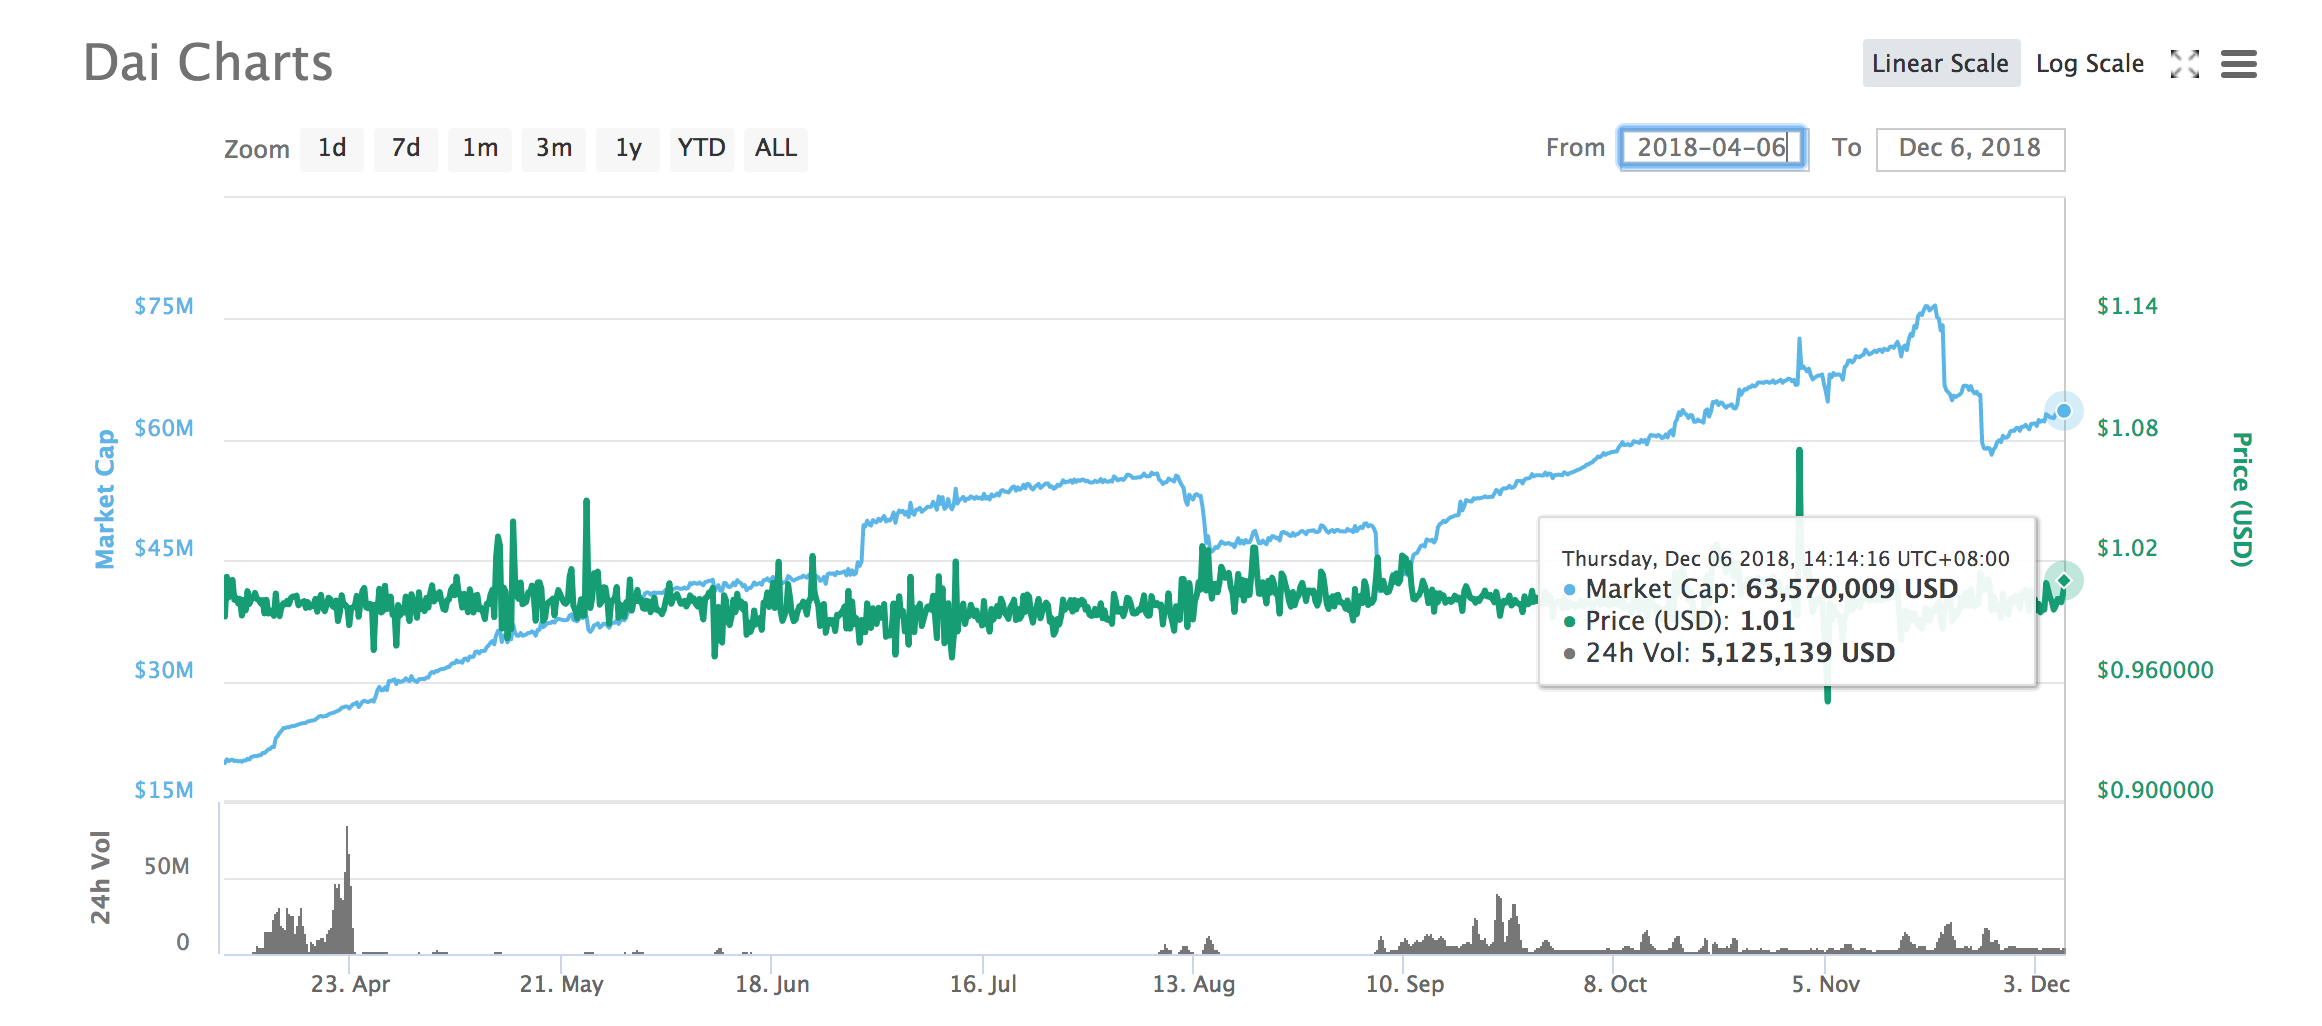 Dai Charts
Linear Scale Log Scale
Zoom 1d 7d 1m 3m 1y YTD ALL From 2018-04-06 To Dec 6, 2018
$75M $1.14
$60M $1.08
$45M $1.02
$30M $0.960000
$15M $0.900000
Market Cap
Price (USD)
Thursday, Dec 06 2018, 14:14:16 UTC+08:00
Market Cap: 63,570,009 USD
Price (USD): 1.01
24h Vol: 5,125,139 USD
24h Vol
50M
0
23. Apr 21. May 18. Jun 16. Jul 13. Aug 10. Sep 8. Oct 5. Nov 3. Dec